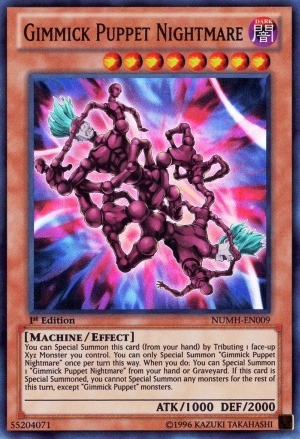 GIMMICK PUPPET NIGHTMARE
DARK
闇
1st Edition
NUMH-EN009
[MACHINE / EFFECT]
You can Special Summon this card (from your hand) by Tributing 1 face-up
Xyz Monster you control. You can only Special Summon "Gimmick Puppet
Nightmare" once per turn this way. When you do: You can Special Summon
1 "Gimmick Puppet Nightmare" from your hand or Graveyard. If this card is
Special Summoned, you cannot Special Summon any monsters for the rest of
this turn, except "Gimmick Puppet" monsters.
ATK/1000 DEF/2000
55204071
©1996 KAZUKI TAKAHASHI